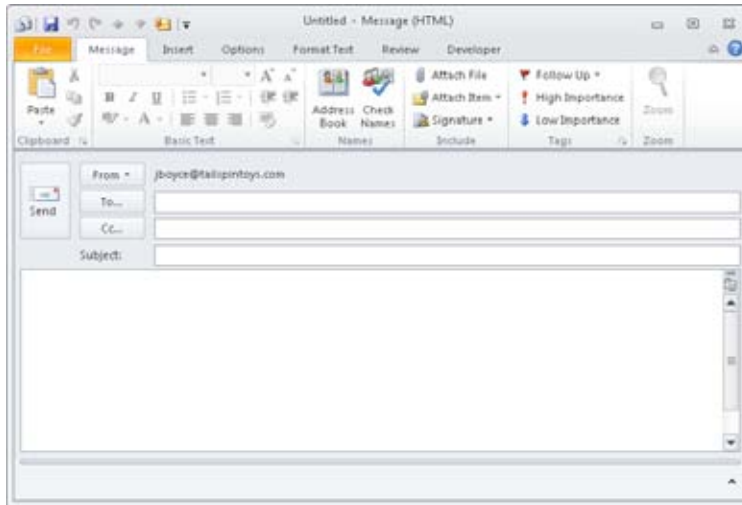 Untitled - Message (HTML)
File Message Insert Options Format Text Review Developer
Paste
B I U
A
Address Book
Check Names
Attach File
Attach Item
Signature
Follow Up
High Importance
Low Importance
Zoom
Clipboard Basic Text Names Include Tags Zoom
From jboyce@tailspintoys.com
Send
To...
Cc...
Subject: